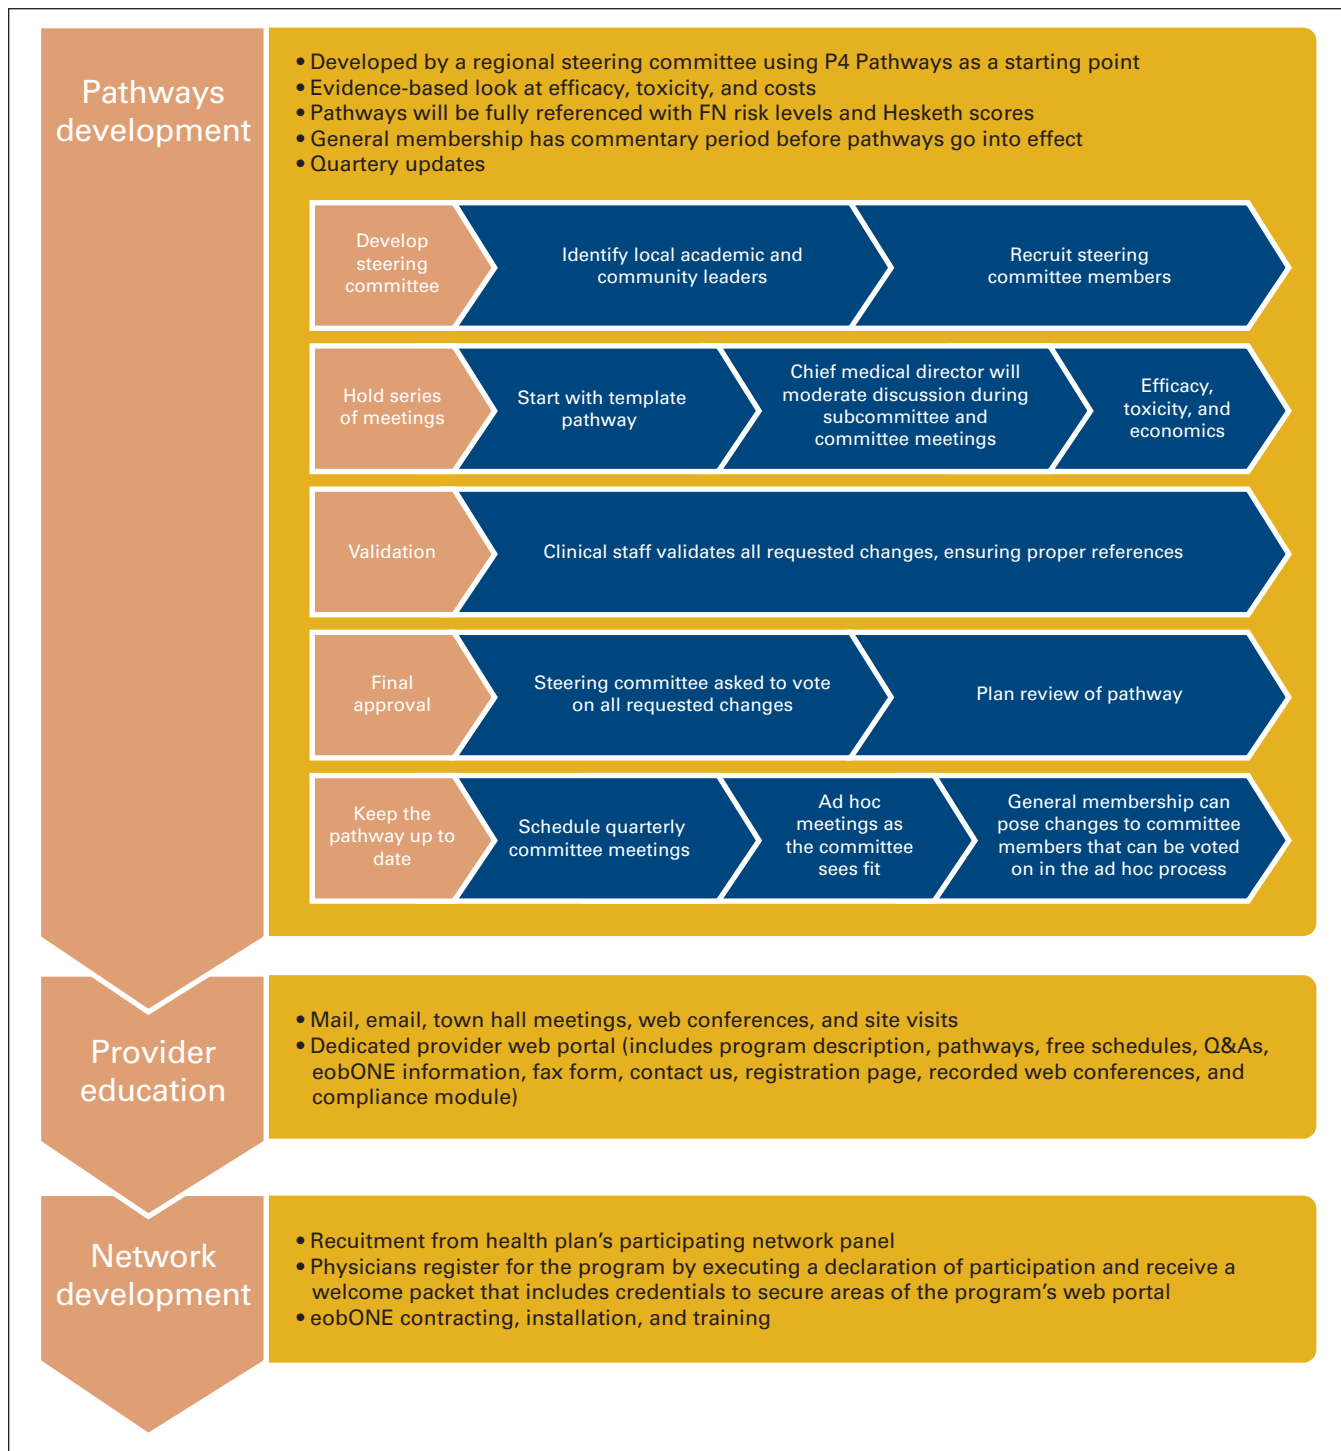 Pathways
development
• Developed by a regional steering committee using P4 Pathways as a starting point
• Evidence-based look at efficacy, toxicity, and costs
• Pathways will be fully referenced with FN risk levels and Hesketh scores
• General membership has commentary period before pathways go into effect
• Quartery updates
Develop
steering
committee
Identify local academic and
community leaders
Recruit steering
committee members
Hold series
of meetings
Start with template
pathway
Chief medical director will
moderate discussion during
subcommittee and
committee meetings
Efficacy,
toxicity, and
economics
Validation
Clinical staff validates all requested changes, ensuring proper references
Final
approval
Steering committee asked to vote
on all requested changes
Plan review of pathway
Keep the
pathway up to
date
Schedule quarterly
committee meetings
Ad hoc
meetings as
the committee
sees fit
General membership can
pose changes to committee
members that can be voted
on in the ad hoc process
Provider
education
• Mail, email, town hall meetings, web conferences, and site visits
• Dedicated provider web portal (includes program description, pathways, free schedules, Q&As,
eobONE information, fax form, contact us, registration page, recorded web conferences, and
compliance module)
Network
development
• Recuitment from health plan's participating network panel
• Physicians register for the program by executing a declaration of participation and receive a
welcome packet that includes credentials to secure areas of the program's web portal
• eobONE contracting, installation, and training